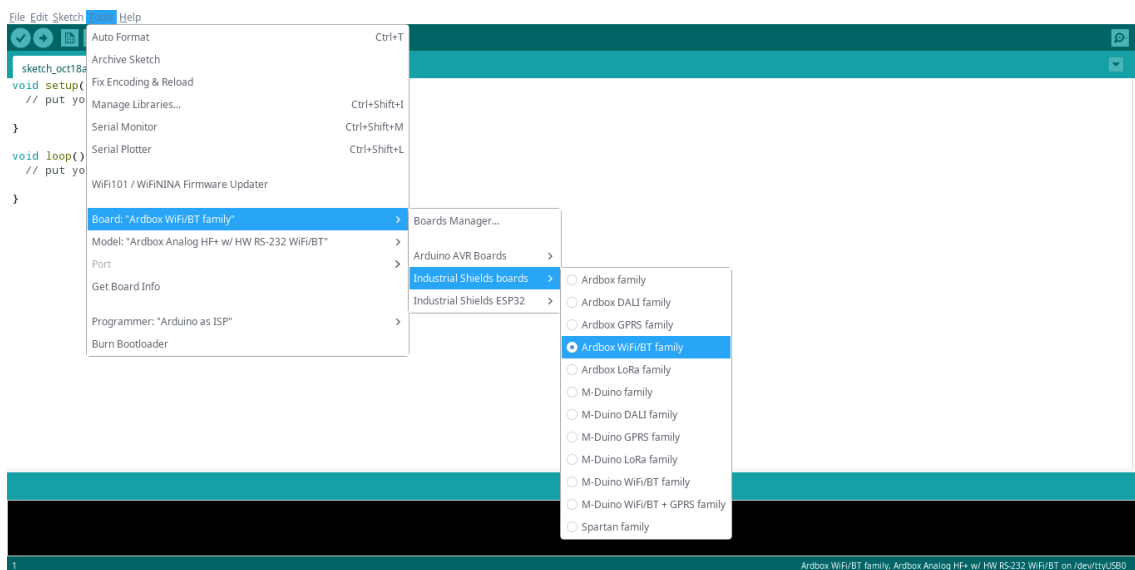 File Edit Sketch Tools Help
sketch_oct18a
void setup(
// put yo
}
void loop()
// put yo
}
Auto Format Ctrl+T
Archive Sketch
Fix Encoding & Reload
Manage Libraries... Ctrl+Shift+I
Serial Monitor Ctrl+Shift+M
Serial Plotter Ctrl+Shift+L
WiFi101 / WiFiNINA Firmware Updater
Board: "Ardbox WiFi/BT family"
Model: "Ardbox Analog HF+ w/ HW RS-232 WiFi/BT"
Port
Get Board Info
Programmer: "Arduino as ISP"
Burn Bootloader
Boards Manager...
Arduino AVR Boards
Industrial Shields boards
Industrial Shields ESP32
Ardbox family
Ardbox DALI family
Ardbox GPRS family
Ardbox WiFi/BT family
Ardbox LoRa family
M-Duino family
M-Duino DALI family
M-Duino GPRS family
M-Duino LoRa family
M-Duino WiFi/BT family
M-Duino WiFi/BT + GPRS family
Spartan family
1 Ardbox WiFi/BT family, Ardbox Analog HF+ w/ HW RS-232 WiFi/BT on /dev/ttyUSB0